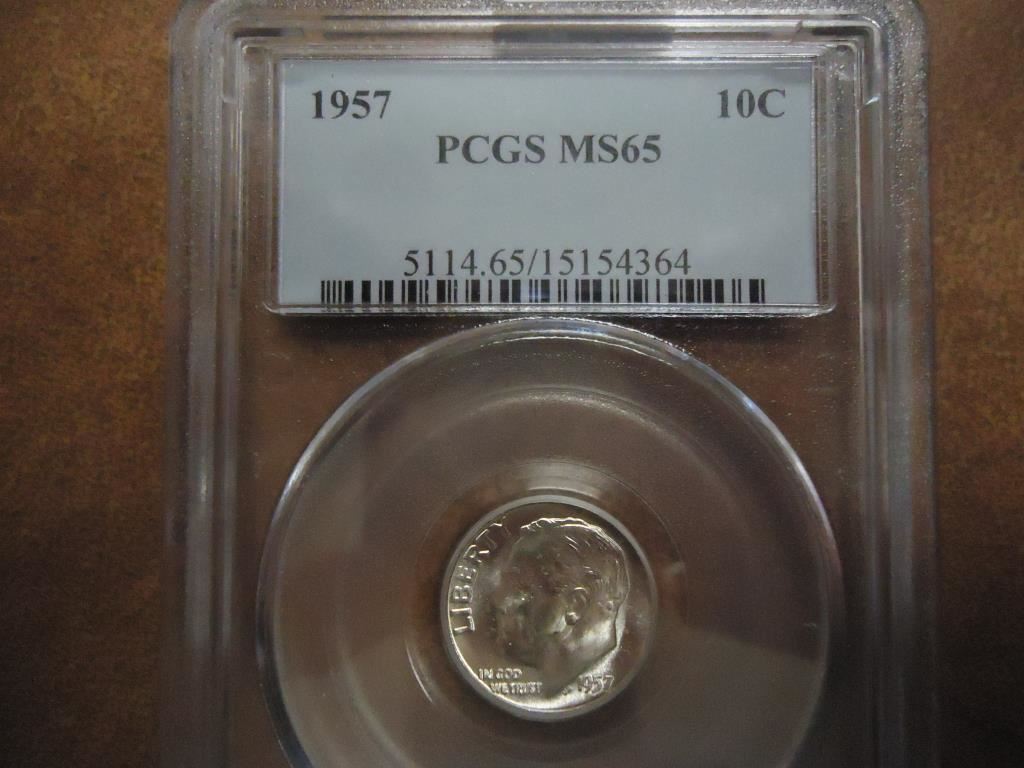 1957 10C
PCGS MS65
5114.65/15154364
LIBERTY
IN GOD
WE TRUST
1957